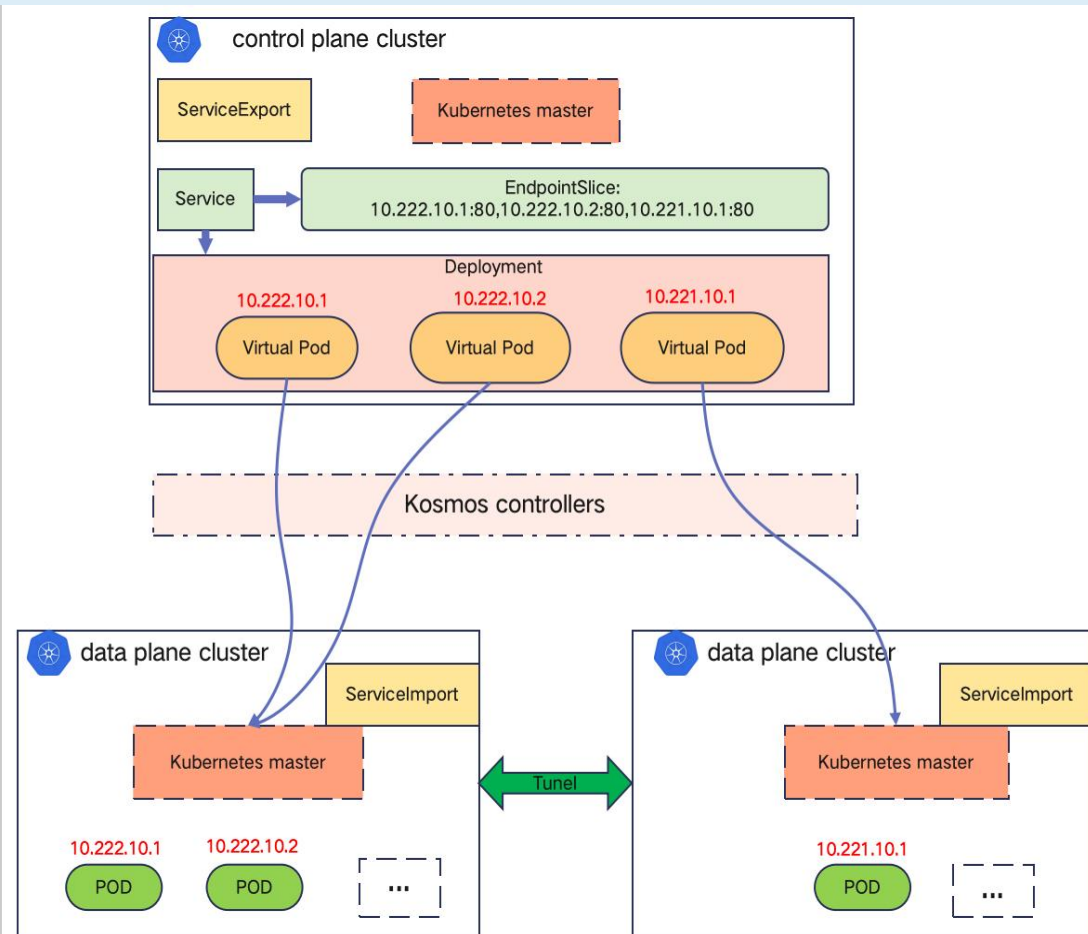 control plane cluster
ServiceExport
Kubernetes master
Service
EndpointSlice:
10.222.10.1:80,10.222.10.2:80,10.221.10.1:80
Deployment
10.222.10.1
10.222.10.2
10.221.10.1
Virtual Pod
Virtual Pod
Virtual Pod
Kosmos controllers
data plane cluster
ServiceImport
Kubernetes master
10.222.10.1
10.222.10.2
POD
POD
...
Tunel
data plane cluster
ServiceImport
Kubernetes master
10.221.10.1
POD
...